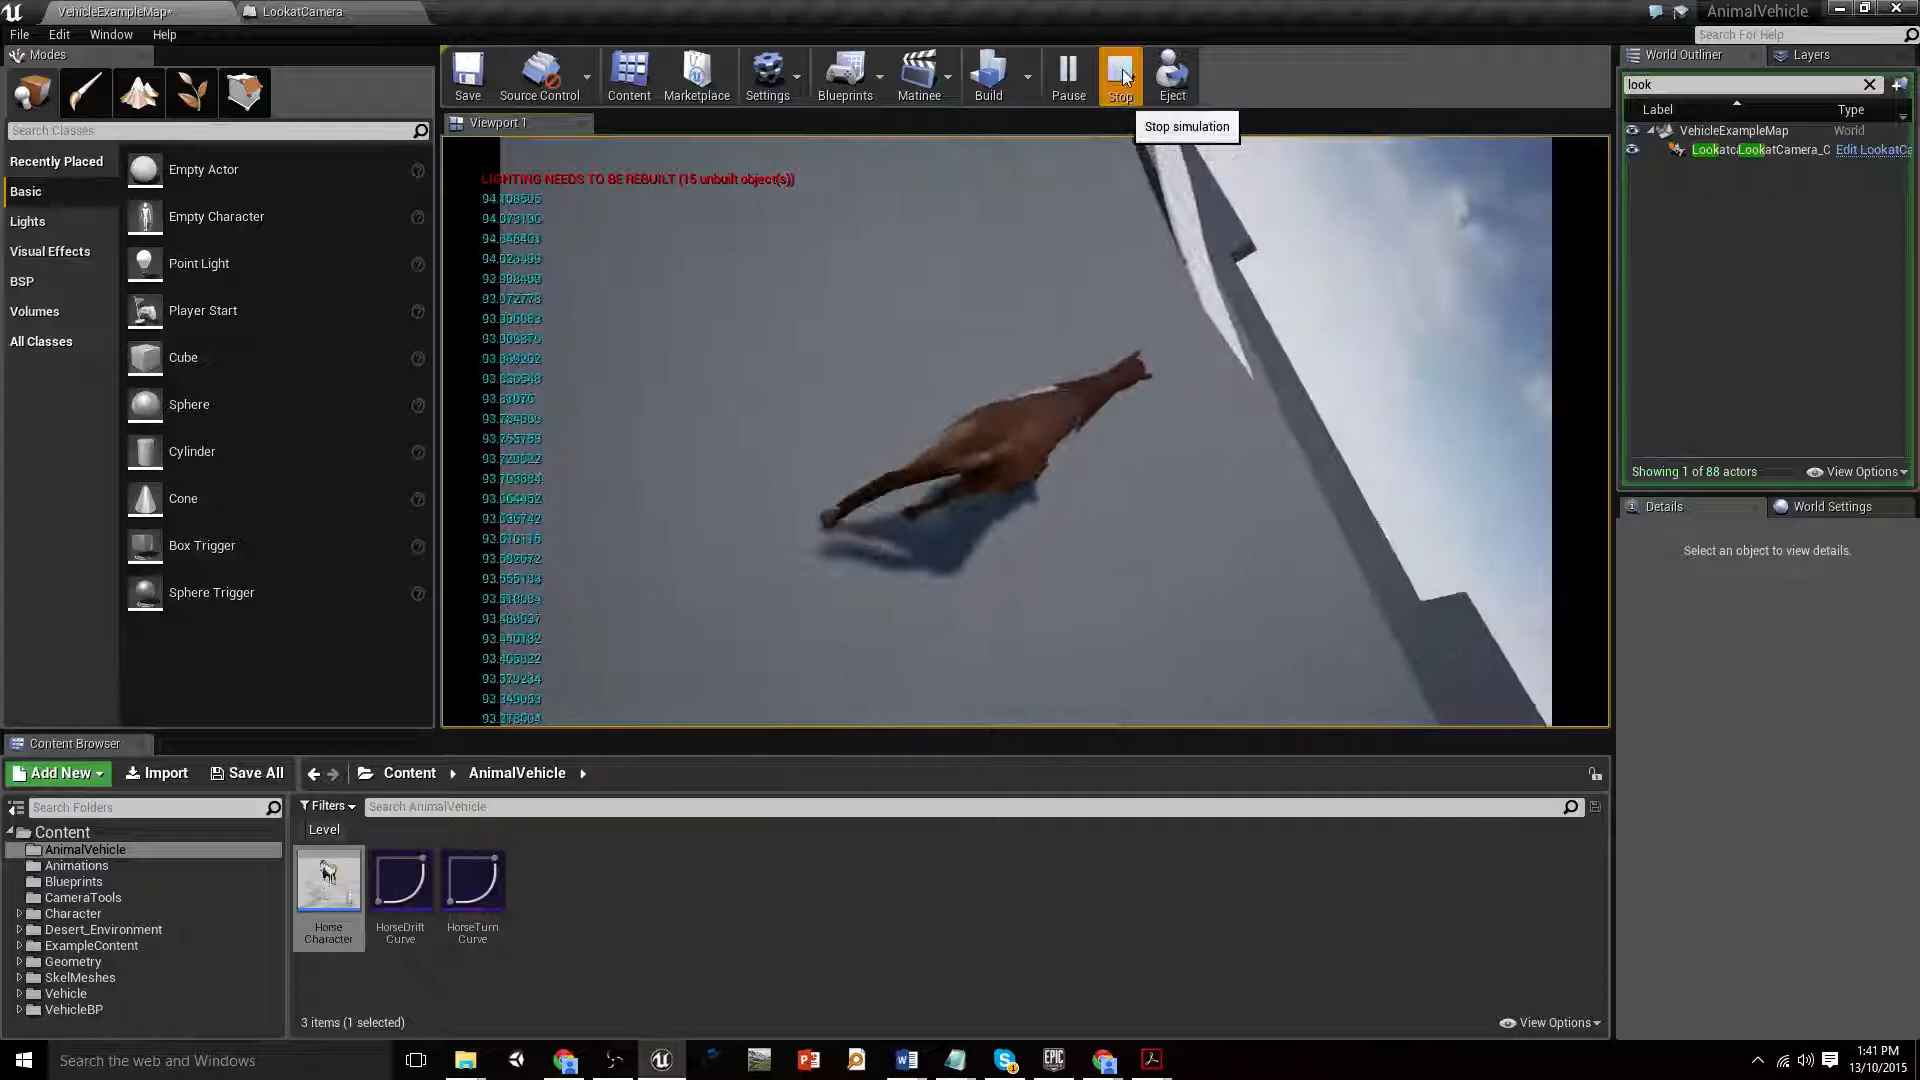 VehicleExampleMap*
LookatCamera
AnimalVehicle
File
Edit
Window
Help
Search For Help
Modes
Save
Source Control
Content
Marketplace
Settings
Blueprints
Matinee
Build
Pause
Stop
Eject
Stop simulation
World Outliner
Layers
look
Label
Type
VehicleExampleMap
World
LookatCamera_C
Edit LookatCa
Showing 1 of 88 actors
View Options
Details
World Settings
Select an object to view details.
Search Classes
Recently Placed
Basic
Lights
Visual Effects
BSP
Volumes
All Classes
Empty Actor
Empty Character
Point Light
Player Start
Cube
Sphere
Cylinder
Cone
Box Trigger
Sphere Trigger
Viewport 1
LIGHTING NEEDS TO BE REBUILT (15 unbuilt object(s))
Content Browser
Add New
Import
Save All
Content
AnimalVehicle
Search Folders
Filters
Search AnimalVehicle
Level
Content
AnimalVehicle
Animations
Blueprints
CameraTools
Character
Desert_Environment
ExampleContent
Geometry
SkelMeshes
Vehicle
VehicleBP
Horse
Character
HorseDrift
Curve
HorseTurn
Curve
3 items (1 selected)
View Options
Search the web and Windows
1:41 PM
13/10/2015